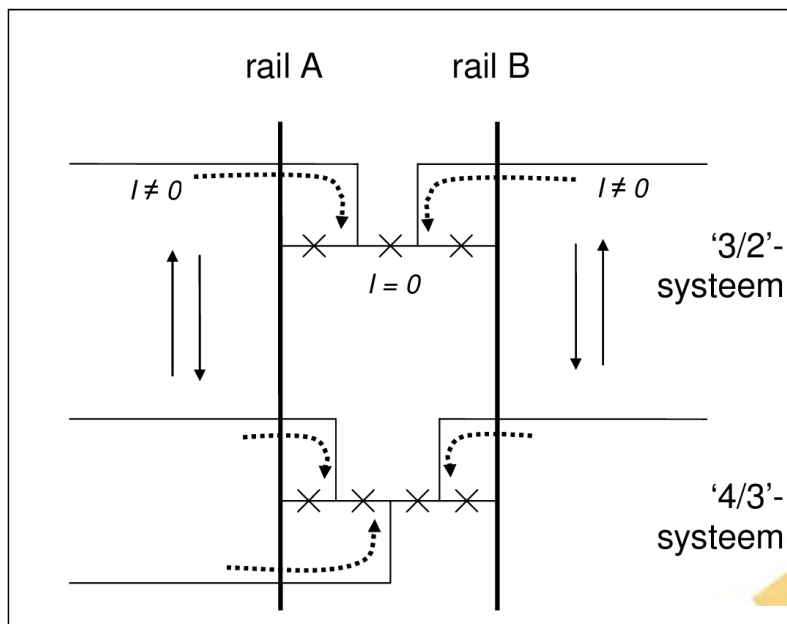 rail A
rail B
I ≠ 0
I ≠ 0
‘3/2’-
systeem
I = 0
‘4/3’-
systeem